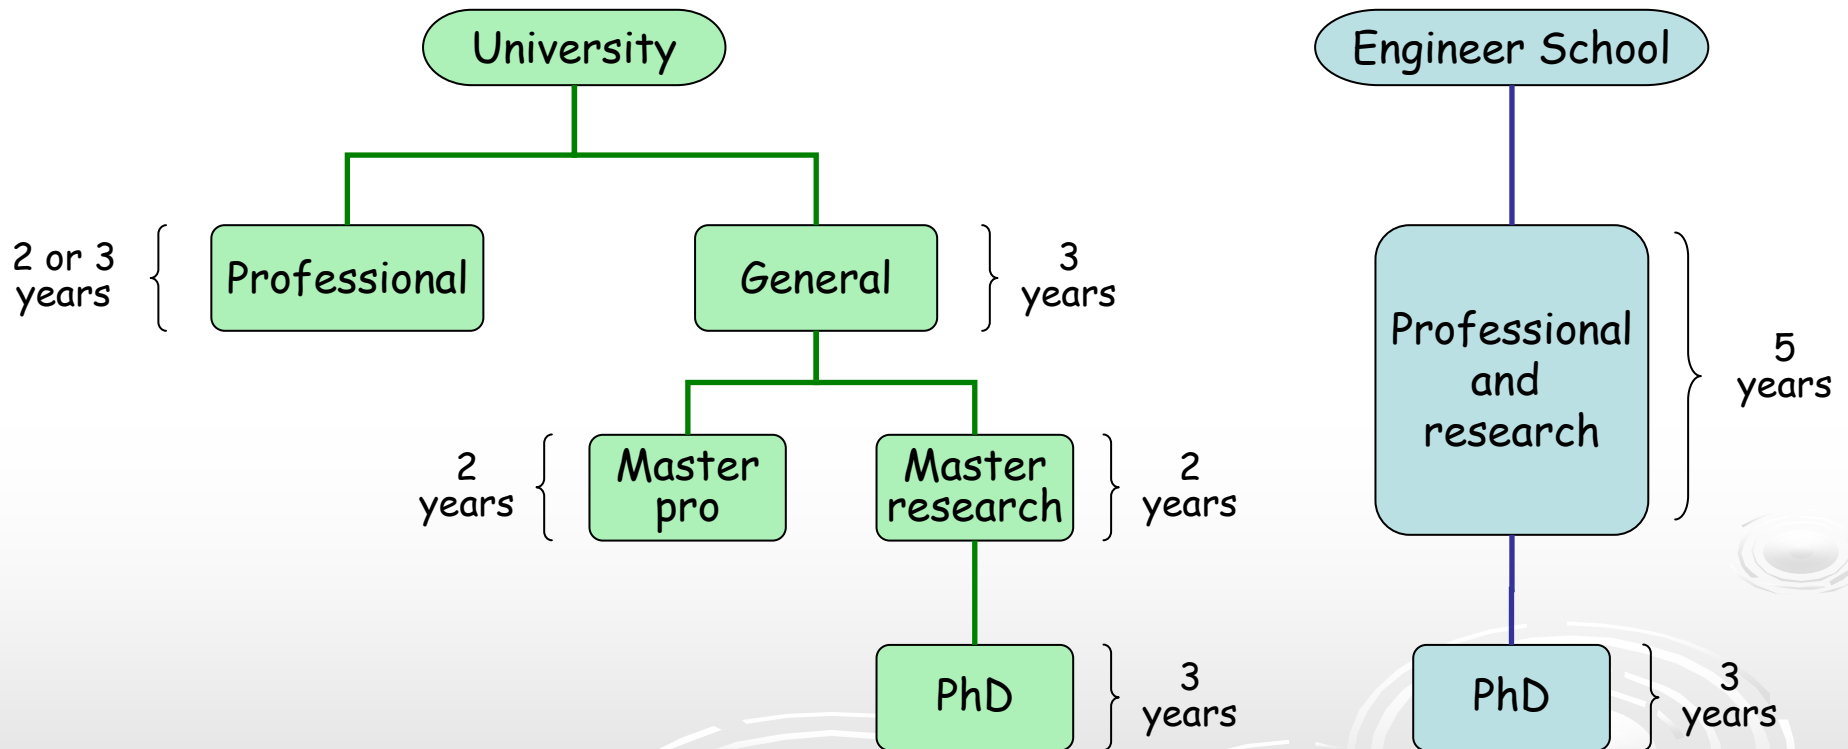 University
Engineer School
2 or 3
years
Professional
General
3
years
Professional
and
research
5
years
2
years
Master
pro
Master
research
2
years
PhD
3
years
PhD
3
years